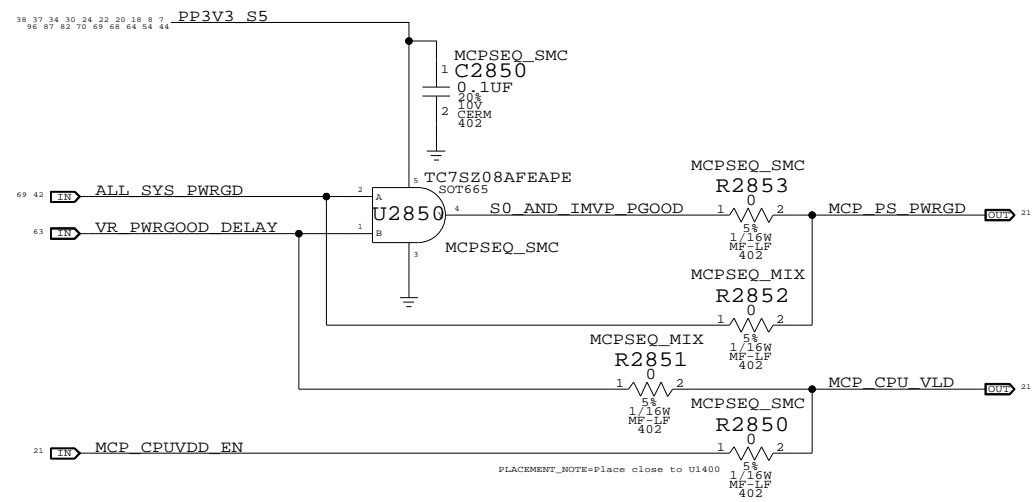 38 37 34 30 24 22 20 18 8 7
96 87 82 70 69 68 64 54 44
PP3V3_S5
MCPSEQ_SMC
1
C2850
0.1UF
20%
10V
2
CERM
402
5
TC7SZ08AFEAPE
SOT665
69 42 IN ALL_SYS_PWRGD
2
A
U2850
Y
4
S0_AND_IMVP_PGOOD
63 IN VR_PWRGOOD_DELAY
1
B
3
MCPSEQ_SMC
MCPSEQ_SMC
R2853
0
1 2
5%
1/16W
MF-LF
402
MCP_PS_PWRGD OUT 21
MCPSEQ_MIX
R2852
0
1 2
5%
1/16W
MF-LF
402
MCPSEQ_MIX
R2851
0
1 2
5%
1/16W
MF-LF
402
MCP_CPU_VLD OUT 21
MCPSEQ_SMC
R2850
0
1 2
5%
1/16W
MF-LF
402
21 IN MCP_CPUVDD_EN
PLACEMENT_NOTE=Place close to U1400